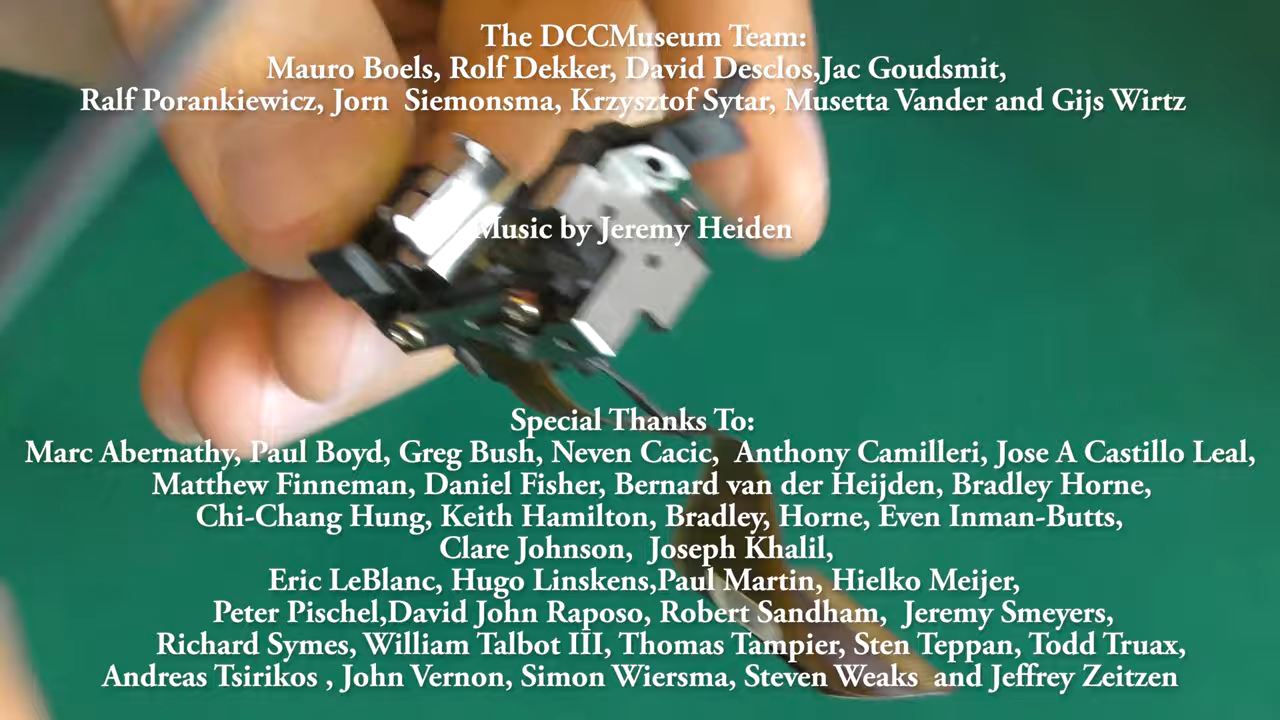 The DCCMuseum Team:
Mauro Boels, Rolf Dekker, David Desclos,Jac Goudsmit,
Ralf Porankiewicz, Jorn Siemonsma, Krzysztof Sytar, Musetta Vander and Gijs Wirtz
Music by Jeremy Heiden
Special Thanks To:
Marc Abernathy, Paul Boyd, Greg Bush, Neven Cacic, Anthony Camilleri, Jose A Castillo Leal,
Matthew Finneman, Daniel Fisher, Bernard van der Heijden, Bradley Horne,
Chi-Chang Hung, Keith Hamilton, Bradley, Horne, Even Inman-Butts,
Clare Johnson, Joseph Khalil,
Eric LeBlanc, Hugo Linskens,Paul Martin, Hielko Meijer,
Peter Pischel,David John Raposo, Robert Sandham, Jeremy Smeyers,
Richard Symes, William Talbot III, Thomas Tampier, Sten Teppan, Todd Truax,
Andreas Tsirikos , John Vernon, Simon Wiersma, Steven Weaks and Jeffrey Zeitzen